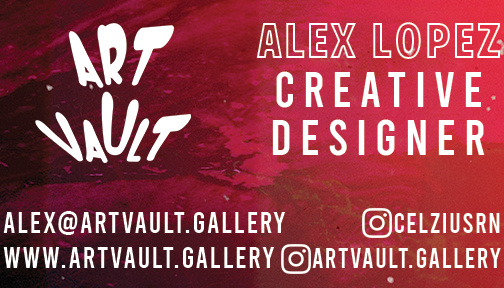 ART
VAULT
ALEX LOPEZ
CREATIVE
DESIGNER
ALEX@ARTVAULT.GALLERY
CELZIUSRN
WWW.ARTVAULT.GALLERY
ARTVAULT.GALLERY